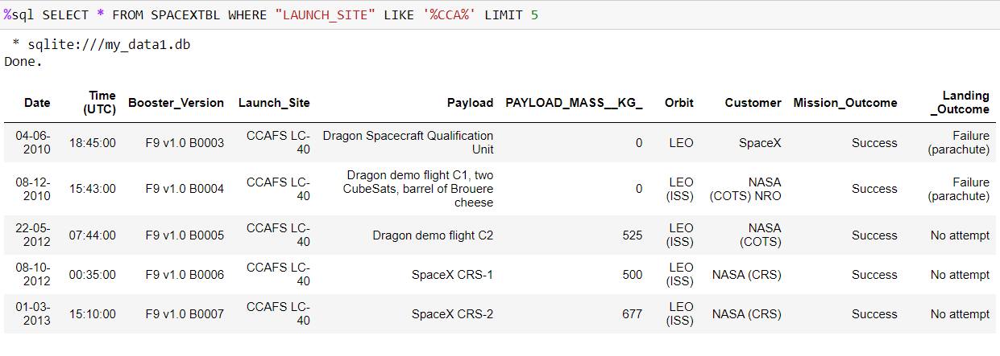 %sql SELECT * FROM SPACEXTBL WHERE "LAUNCH_SITE" LIKE '%CCA%' LIMIT 5
* sqlite:///my_data1.db
Done.
Date Time (UTC) Booster_Version Launch_Site Payload PAYLOAD_MASS__KG_ Orbit Customer Mission_Outcome Landing _Outcome
04-06-2010 18:45:00 F9 v1.0 B0003 CCAFS LC-40 Dragon Spacecraft Qualification Unit 0 LEO SpaceX Success Failure (parachute)
08-12-2010 15:43:00 F9 v1.0 B0004 CCAFS LC-40 Dragon demo flight C1, two CubeSats, barrel of Brouere cheese 0 LEO (ISS) NASA (COTS) NRO Success Failure (parachute)
22-05-2012 07:44:00 F9 v1.0 B0005 CCAFS LC-40 Dragon demo flight C2 525 LEO (ISS) NASA (COTS) Success No attempt
08-10-2012 00:35:00 F9 v1.0 B0006 CCAFS LC-40 SpaceX CRS-1 500 LEO (ISS) NASA (CRS) Success No attempt
01-03-2013 15:10:00 F9 v1.0 B0007 CCAFS LC-40 SpaceX CRS-2 677 LEO (ISS) NASA (CRS) Success No attempt